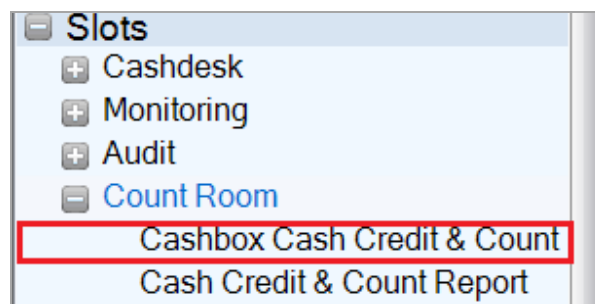 Slots
Cashdesk
Monitoring
Audit
Count Room
Cashbox Cash Credit & Count
Cash Credit & Count Report